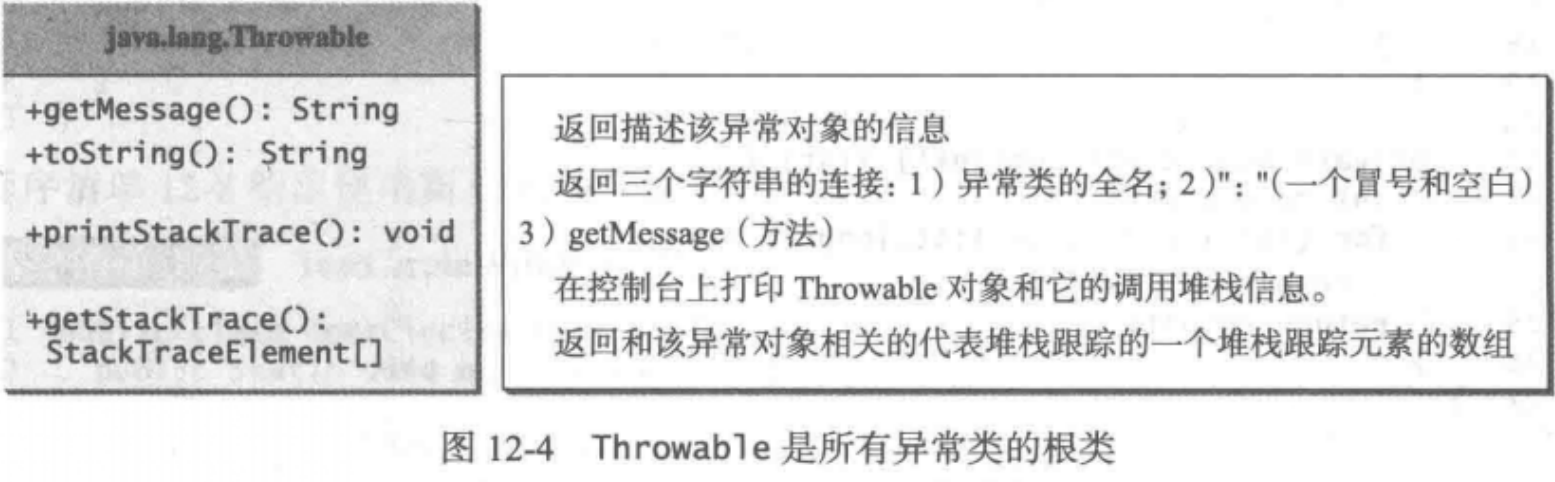 java.lang.Throwable
+getMessage(): String
+toString(): String
+printStackTrace(): void
+getStackTrace():
StackTraceElement[]
返回描述该异常对象的信息
返回三个字符串的连接：1）异常类的全名；2）": "(一个冒号和空白)
3）getMessage（方法）
在控制台上打印 Throwable 对象和它的调用堆栈信息。
返回和该异常对象相关的代表堆栈跟踪的一个堆栈跟踪元素的数组
图 12-4 Throwable 是所有异常类的根类